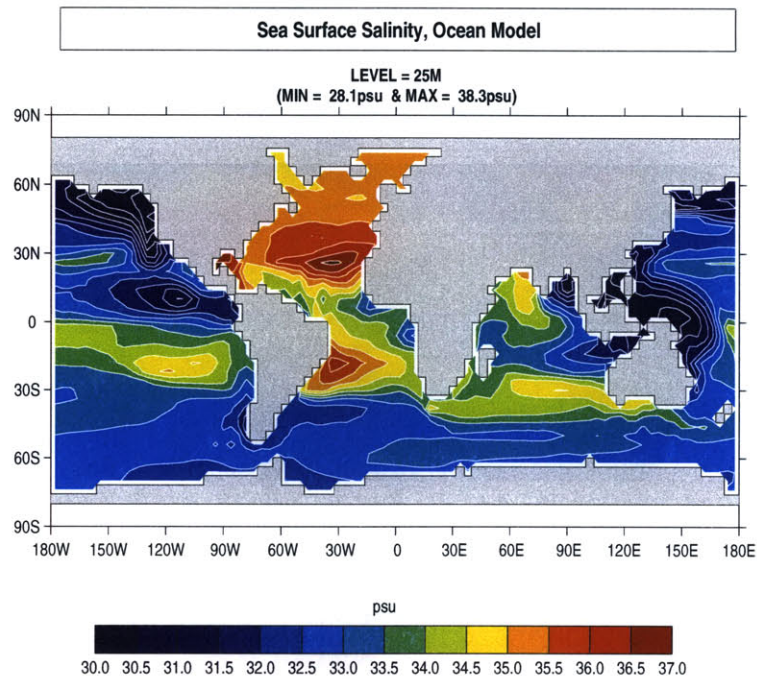 Sea Surface Salinity, Ocean Model
LEVEL = 25M
(MIN = 28.1psu & MAX = 38.3psu)
90N
60N
30N
0
30S
60S
90S
180W 150W 120W 90W 60W 30W 0 30E 60E 90E 120E 150E 180E
psu
30.0 30.5 31.0 31.5 32.0 32.5 33.0 33.5 34.0 34.5 35.0 35.5 36.0 36.5 37.0